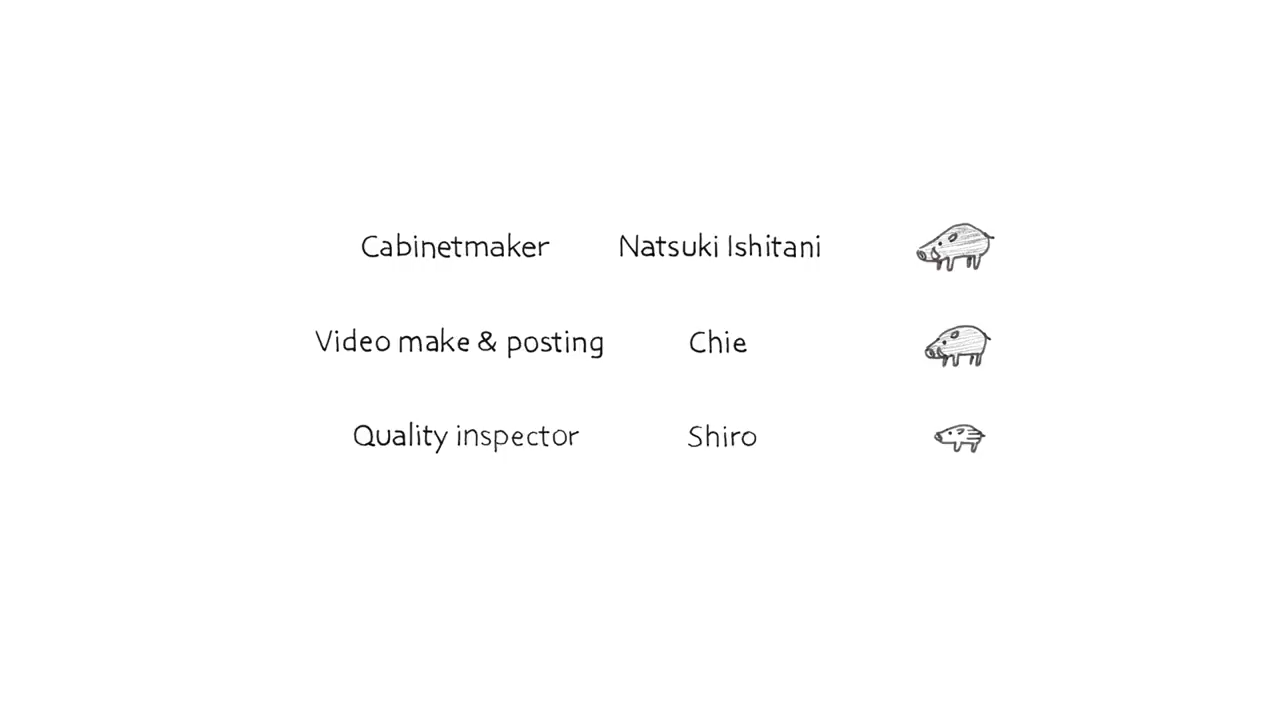 Cabinetmaker Natsuki Ishitani
Video make & posting Chie
Quality inspector Shiro